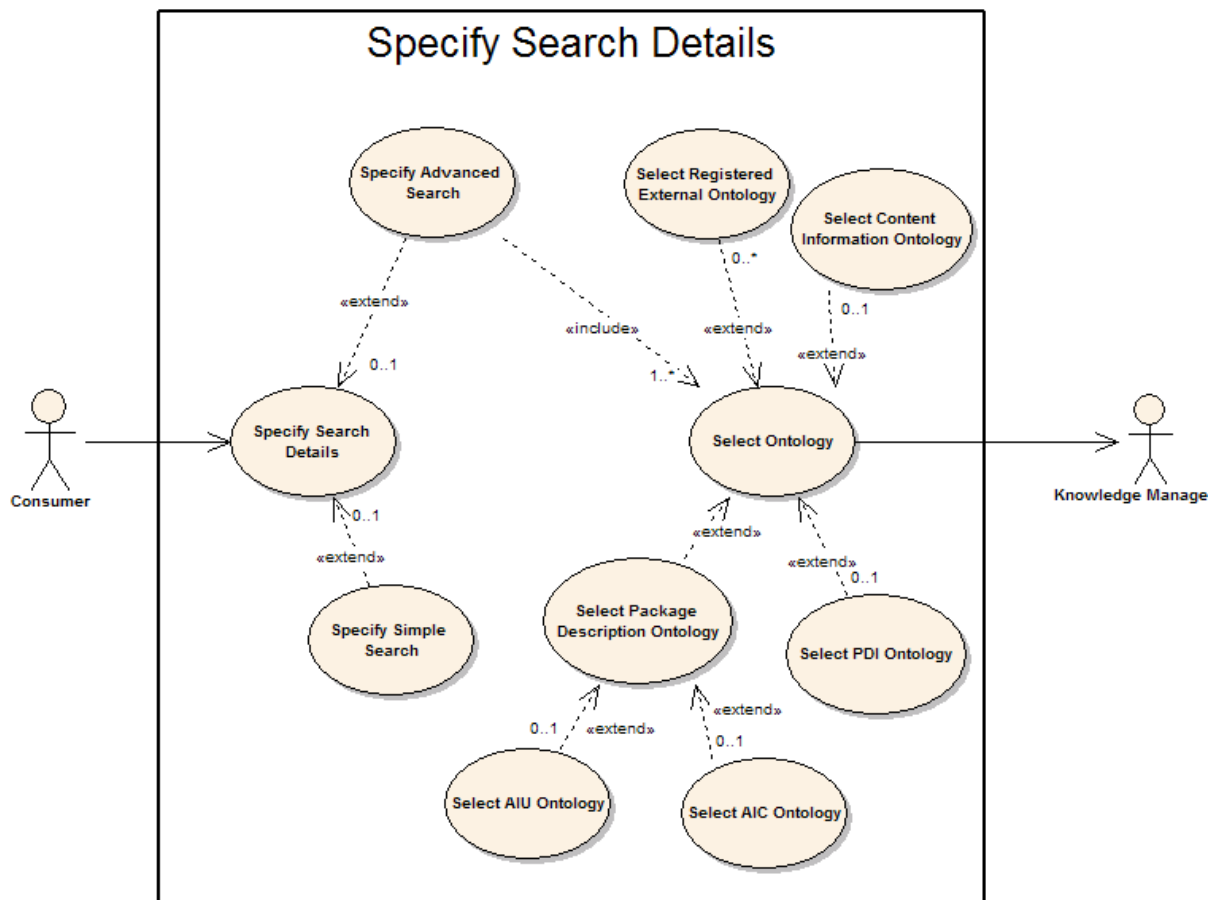 Specify Search Details
Specify Advanced
Search
Select Registered
External Ontology
Select Content
Information Ontology
0..*
0..1
«extend»
«include»
«extend»
«extend»
0..1
1..*
Specify Search
Details
Select Ontology
Consumer
Knowledge Manage
0..1
«extend»
«extend»
«extend»
0..1
Select Package
Description Ontology
Specify Simple
Search
Select PDI Ontology
0..1
«extend»
«extend»
0..1
Select AIU Ontology
Select AIC Ontology